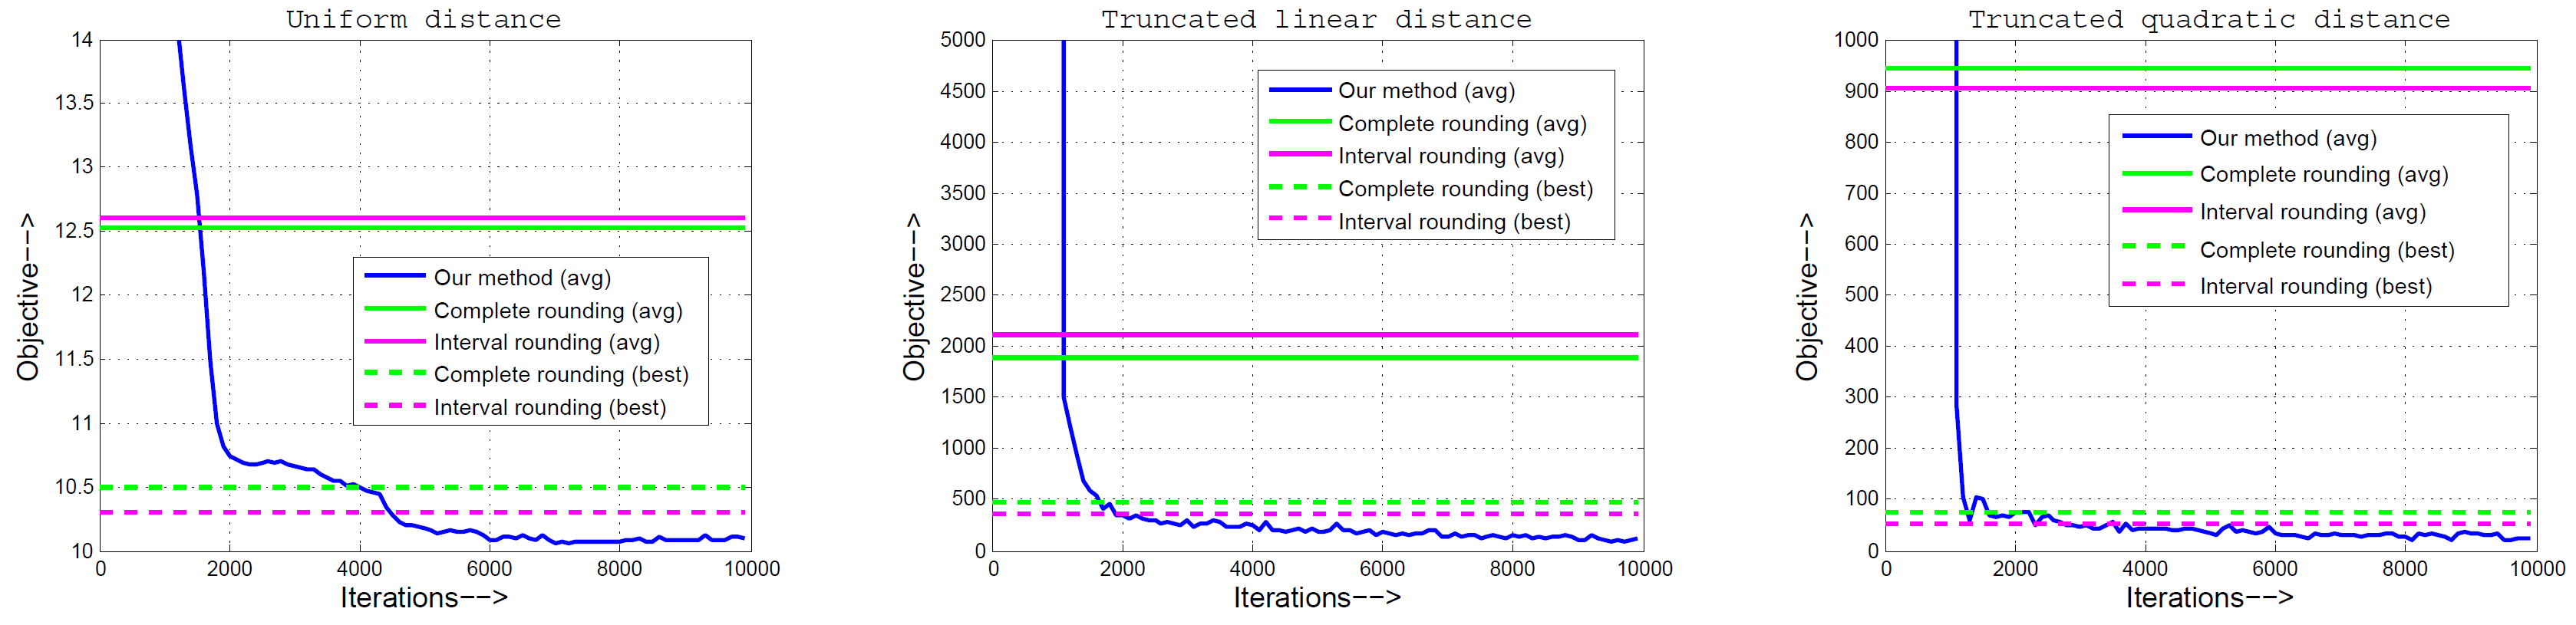 Uniform distance
14
13.5
13
12.5
12
11.5
11
10.5
10
Objective-->
Our method (avg)
Complete rounding (avg)
Interval rounding (avg)
Complete rounding (best)
Interval rounding (best)
0 2000 4000 6000 8000 10000
Iterations-->
Truncated linear distance
5000
4500
4000
3500
3000
2500
2000
1500
1000
500
0
Objective-->
Our method (avg)
Complete rounding (avg)
Interval rounding (avg)
Complete rounding (best)
Interval rounding (best)
0 2000 4000 6000 8000 10000
Iterations-->
Truncated quadratic distance
1000
900
800
700
600
500
400
300
200
100
0
Objective-->
Our method (avg)
Complete rounding (avg)
Interval rounding (avg)
Complete rounding (best)
Interval rounding (best)
0 2000 4000 6000 8000 10000
Iterations-->